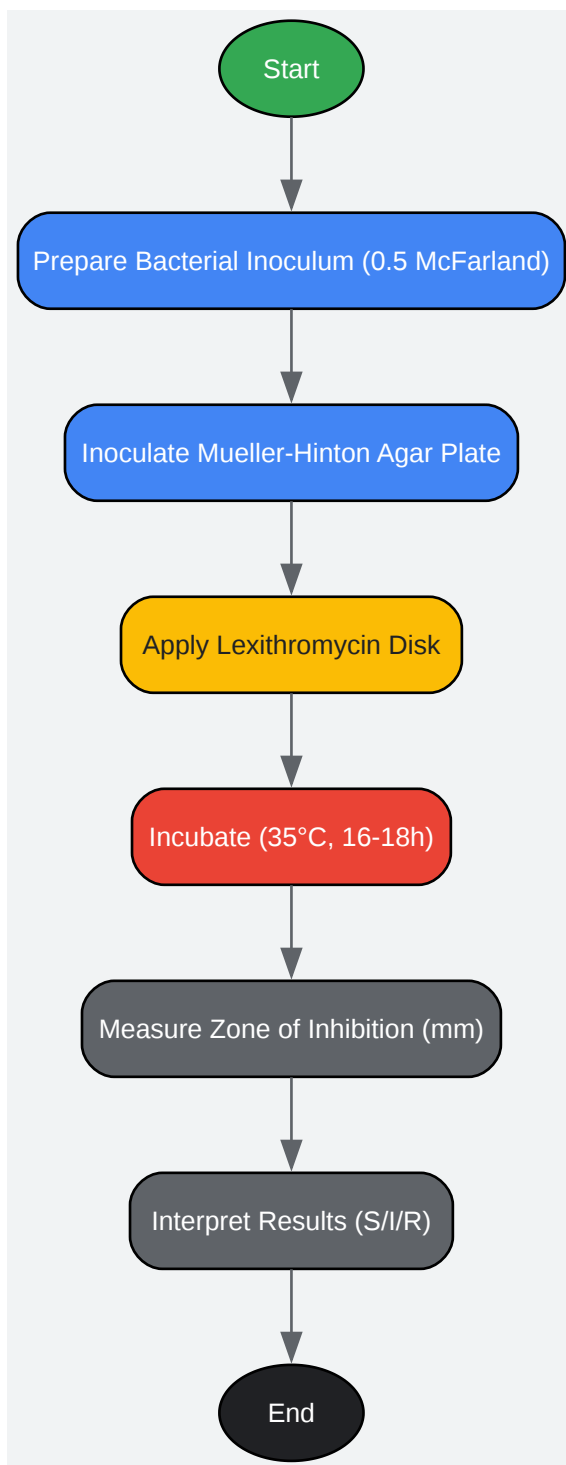 Start
Prepare Bacterial Inoculum (0.5 McFarland)
Inoculate Mueller-Hinton Agar Plate
Apply Lexithromycin Disk
Incubate (35°C, 16-18h)
Measure Zone of Inhibition (mm)
Interpret Results (S/I/R)
End